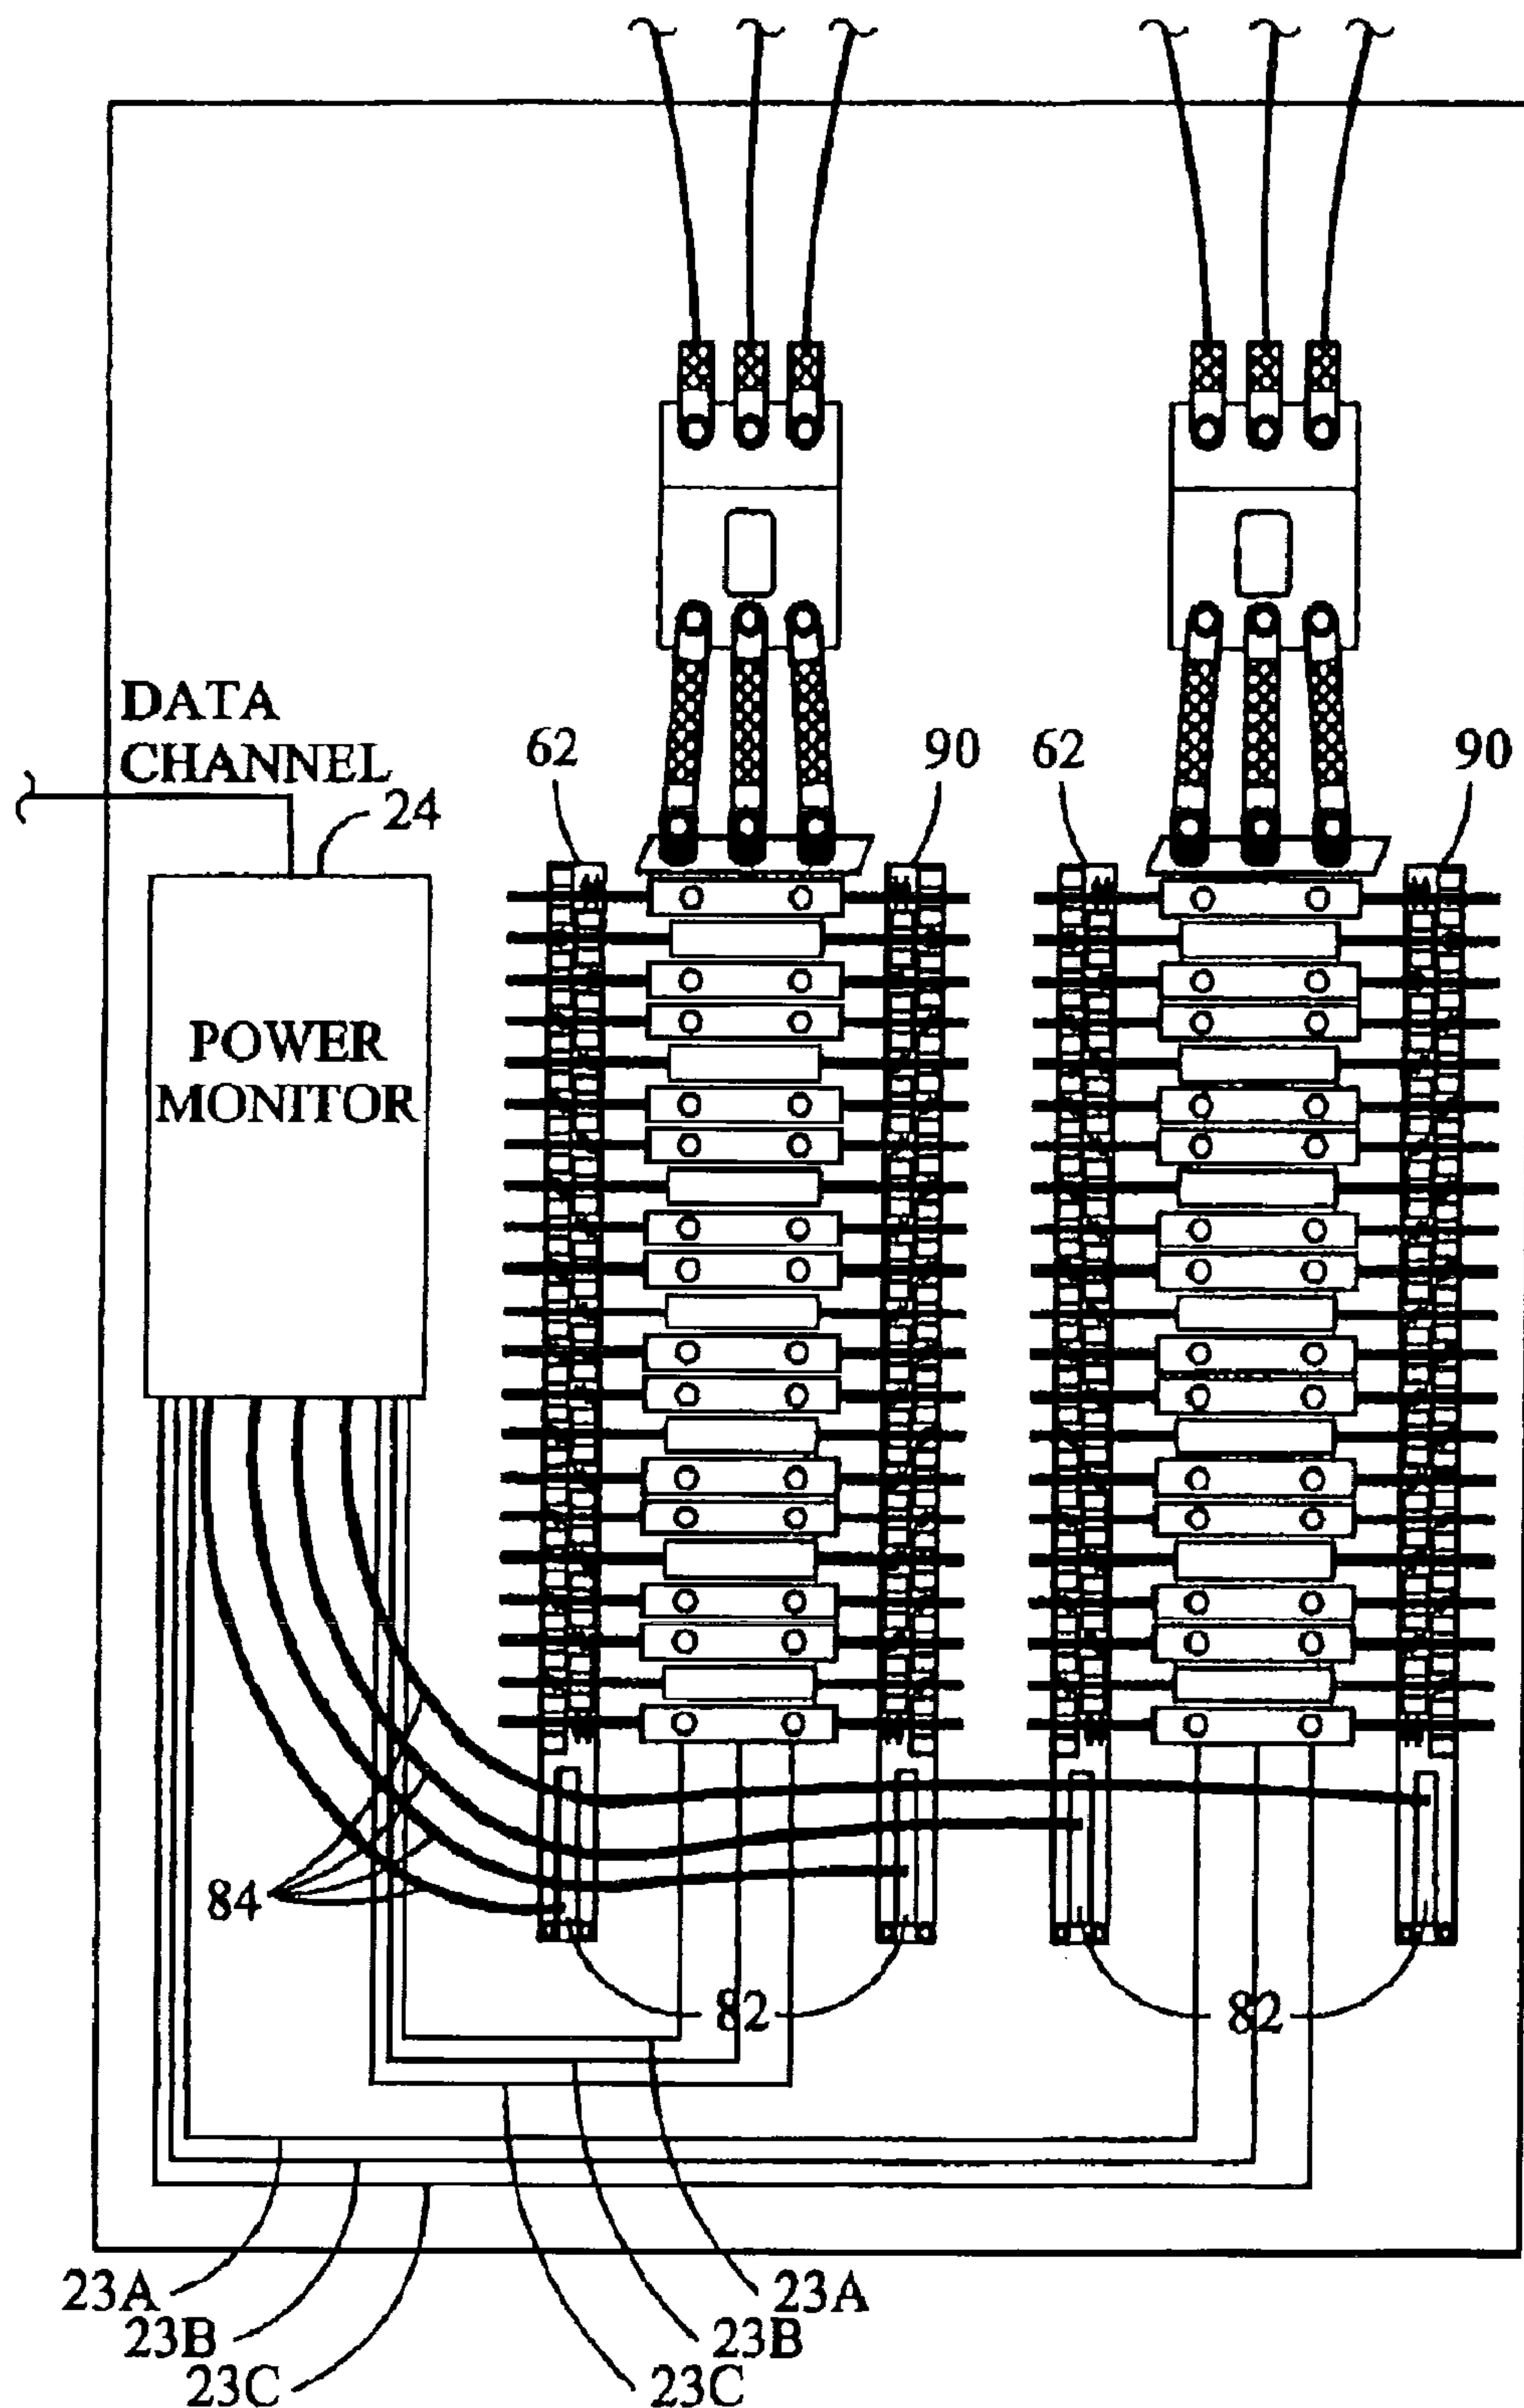 DATA
CHANNEL
24
62
90
62
90
POWER
MONITOR
84
82
82
23A
23B
23C
23A
23B
23C